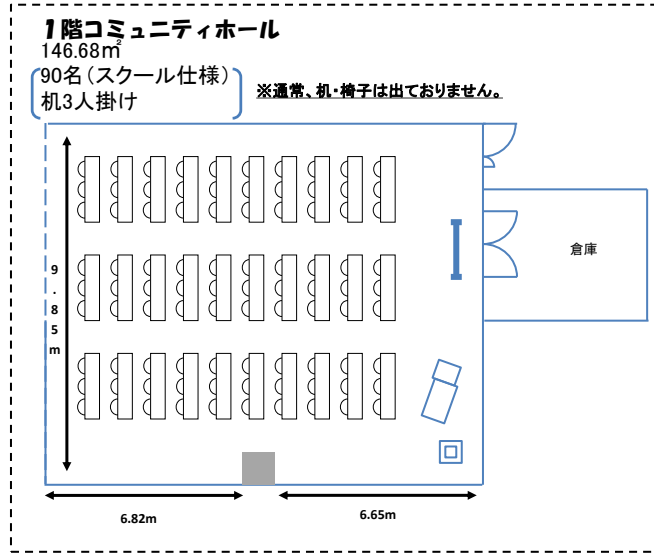 1階コミュニティホール
146.68㎡
90名(スクール仕様)
机3人掛け
※通常、机・椅子は出ておりません。
9.85m
倉庫
6.82m
6.65m